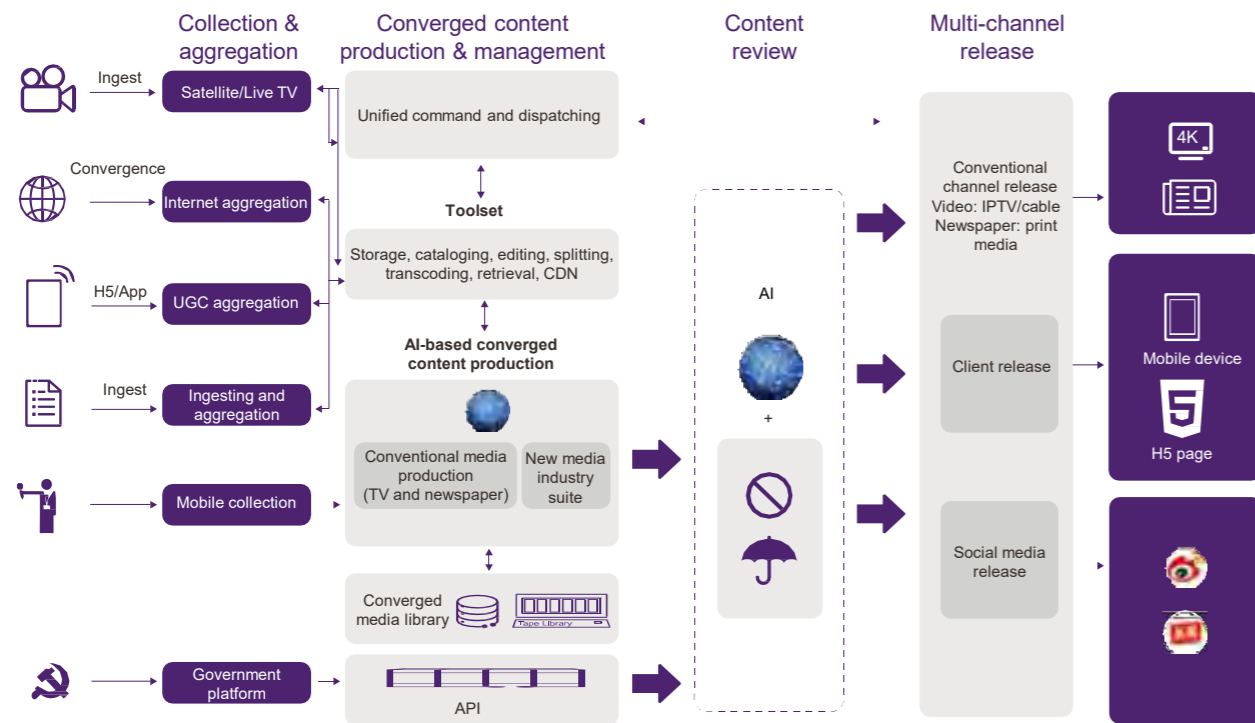 Collection &
aggregation
Converged content
production & management
Content
review
Multi-channel
release
Ingest
Satellite/Live TV
Convergence
Internet aggregation
H5/App
UGC aggregation
Ingest
Ingesting and
aggregation
Mobile collection
Government
platform
Unified command and dispatching
Toolset
Storage, cataloging, editing, splitting,
transcoding, retrieval, CDN
AI-based converged
content production
Conventional media
production
(TV and newspaper)
New media
industry
suite
Converged
media library
Tape Library
API
AI
+
Conventional
channel release
Video: IPTV/cable
Newspaper: print
media
Client release
Social media
release
4K
Mobile device
5
H5 page